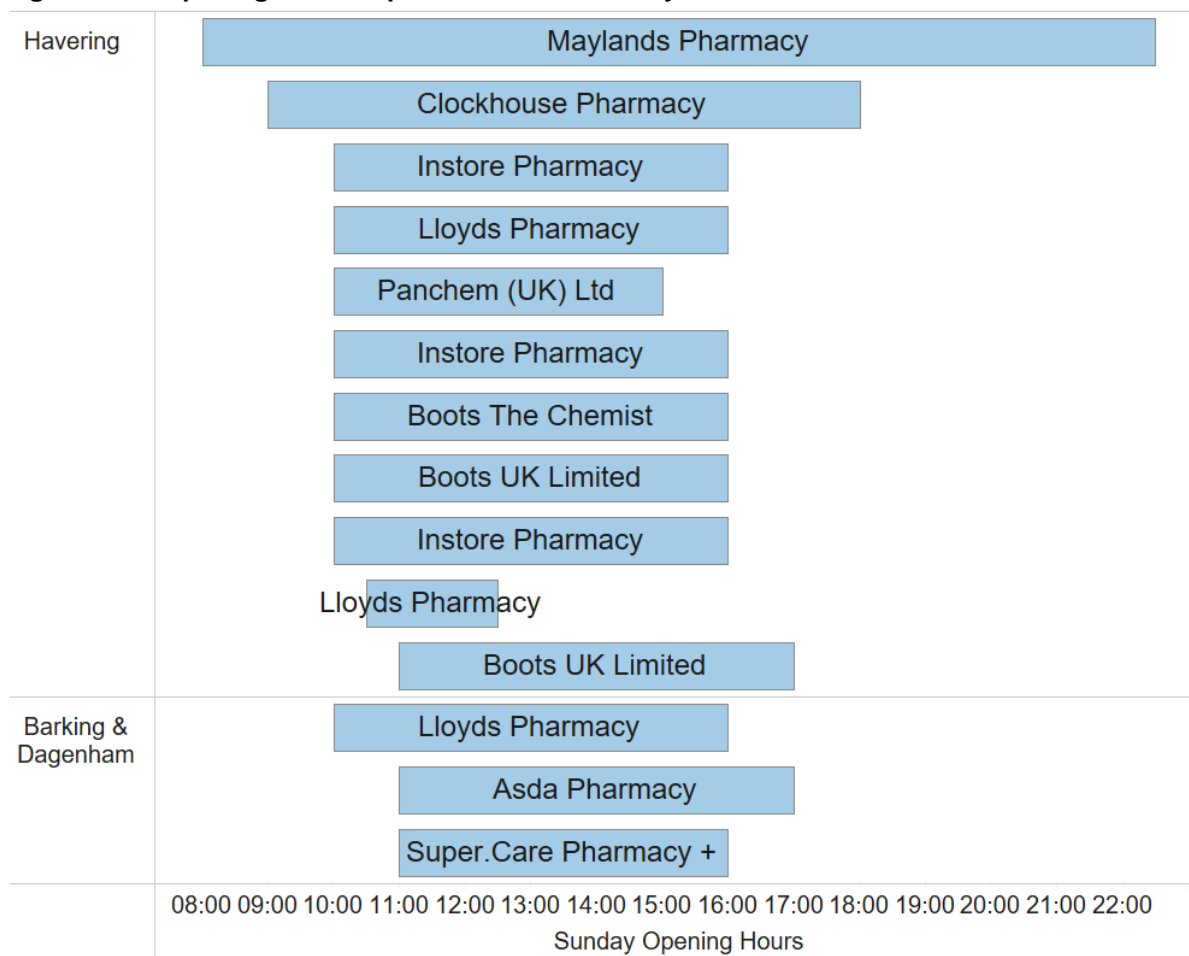 Havering
Maylands Pharmacy
Clockhouse Pharmacy
Instore Pharmacy
Lloyds Pharmacy
Panchem (UK) Ltd
Instore Pharmacy
Boots The Chemist
Boots UK Limited
Instore Pharmacy
Lloyds Pharmacy
Boots UK Limited
Barking &
Dagenham
Lloyds Pharmacy
Asda Pharmacy
Super.Care Pharmacy +
08:00 09:00 10:00 11:00 12:00 13:00 14:00 15:00 16:00 17:00 18:00 19:00 20:00 21:00 22:00
Sunday Opening Hours